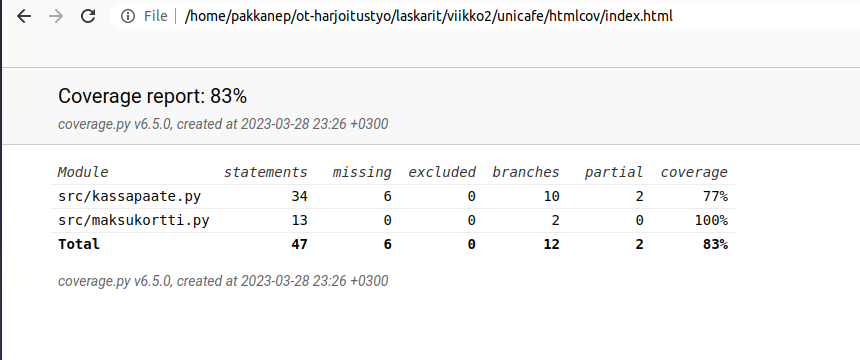 File /home/pakkanep/ot-harjoitustyo/laskarit/viikko2/unicafe/htmlcov/index.html
Coverage report: 83%
coverage.py v6.5.0, created at 2023-03-28 23:26 +0300
Module statements missing excluded branches partial coverage
src/kassapaate.py 34 6 0 10 2 77%
src/maksukortti.py 13 0 0 2 0 100%
Total 47 6 0 12 2 83%
coverage.py v6.5.0, created at 2023-03-28 23:26 +0300